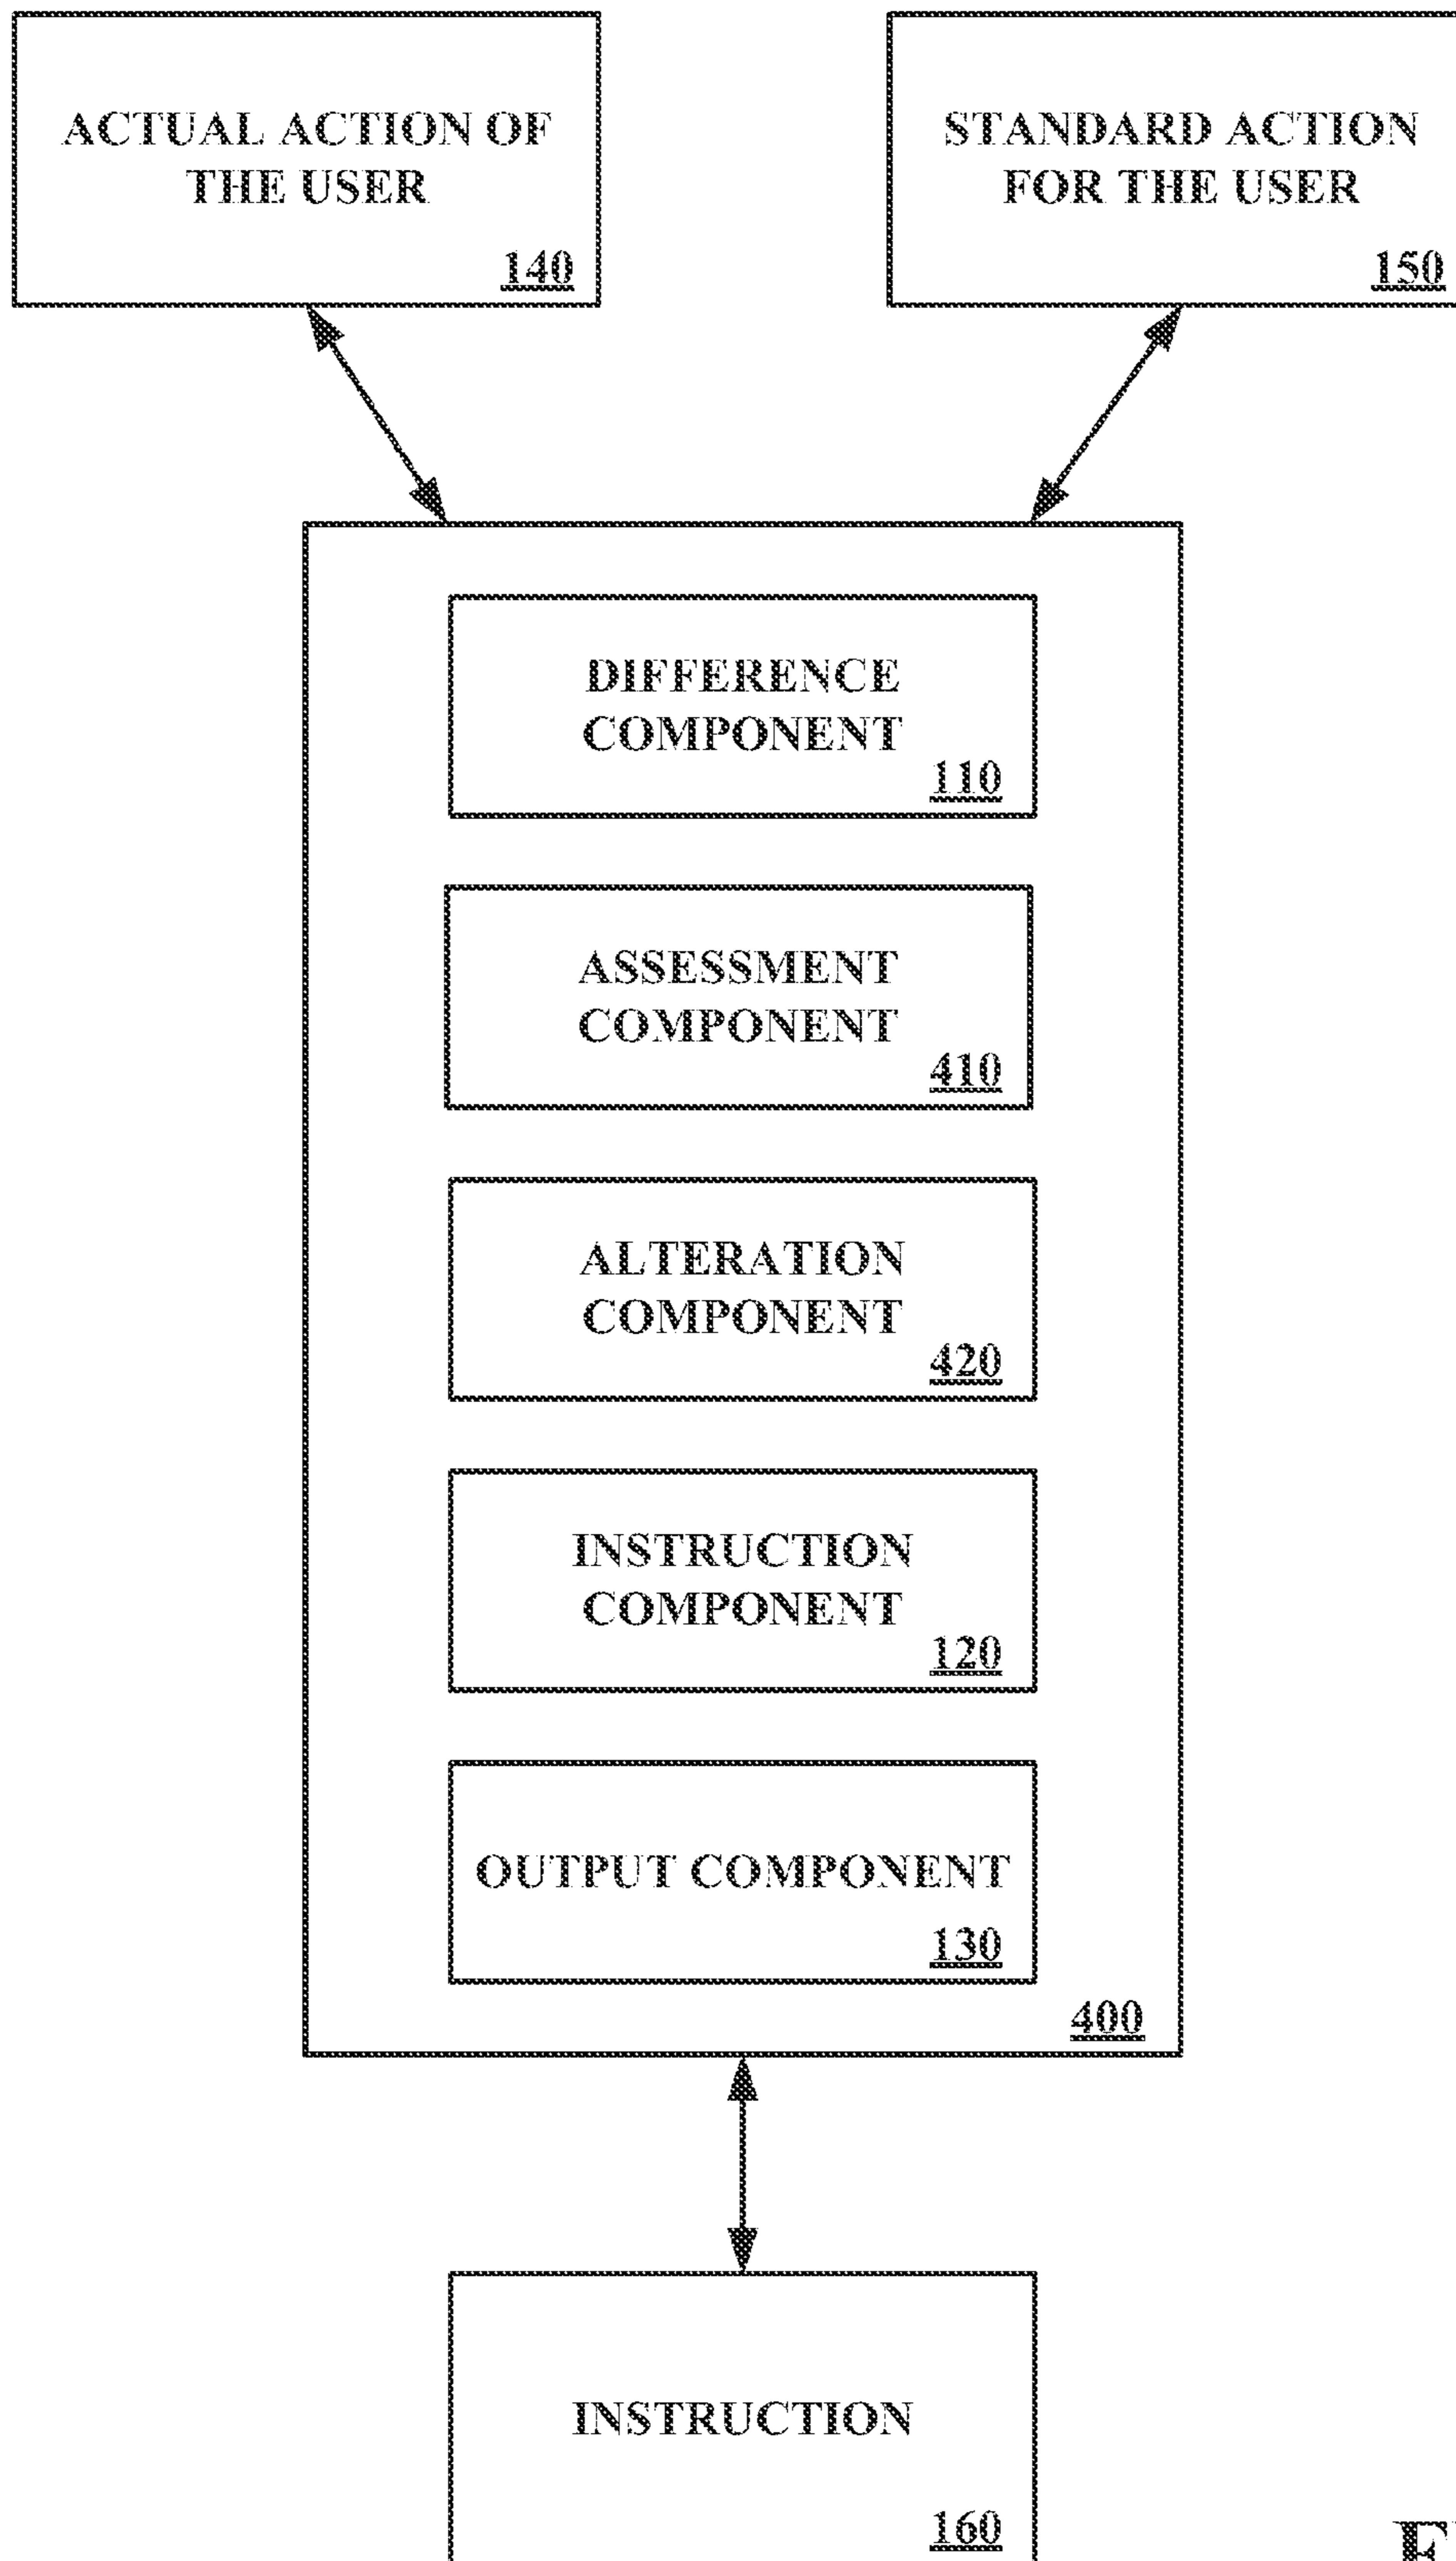 ACTUAL ACTION OF
THE USER
140
STANDARD ACTION
FOR THE USER
150
DIFFERENCE
COMPONENT
110
ASSESSMENT
COMPONENT
410
ALTERATION
COMPONENT
420
INSTRUCTION
COMPONENT
120
OUTPUT COMPONENT
130
400
INSTRUCTION
160